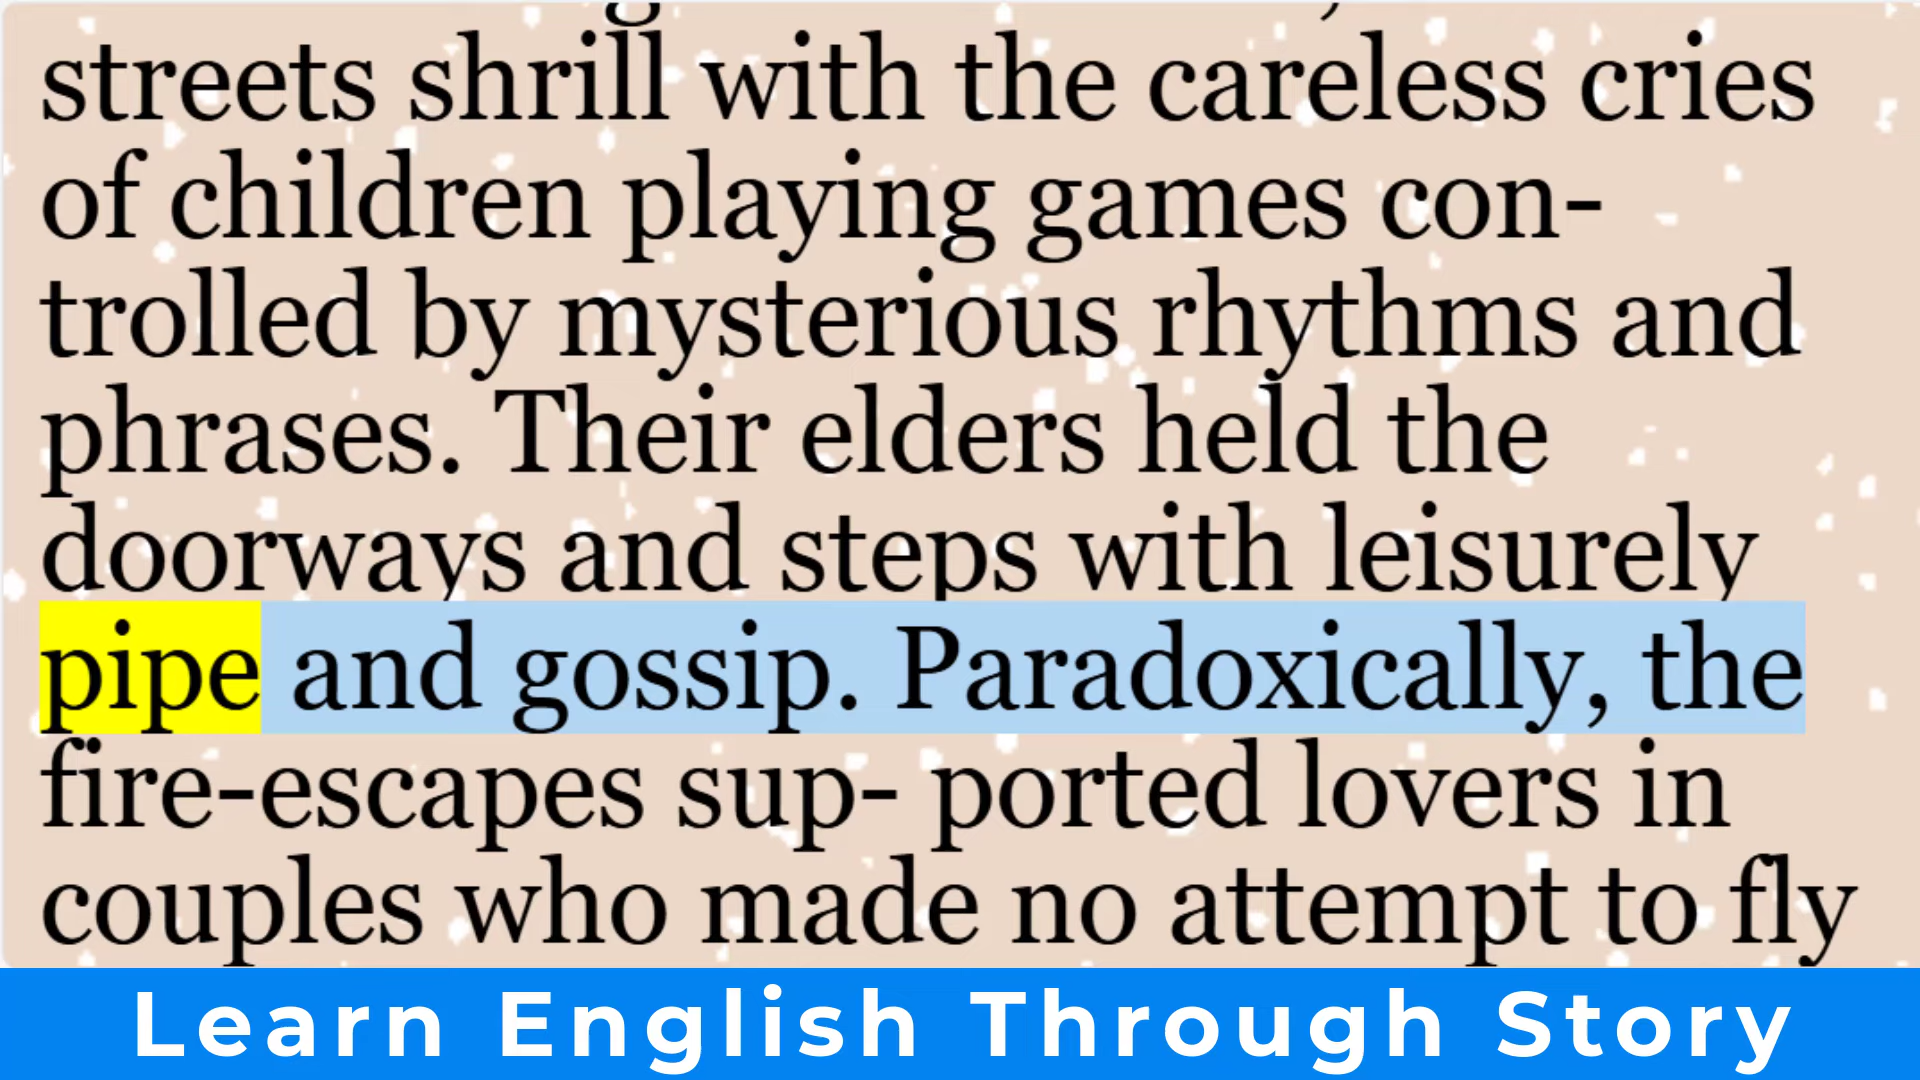 streets shrill with the careless cries
of children playing games con-
trolled by mysterious rhythms and
phrases. Their elders held the
doorways and steps with leisurely
pipe and gossip. Paradoxically, the
fire-escapes sup- ported lovers in
couples who made no attempt to fly
Learn English Through Story